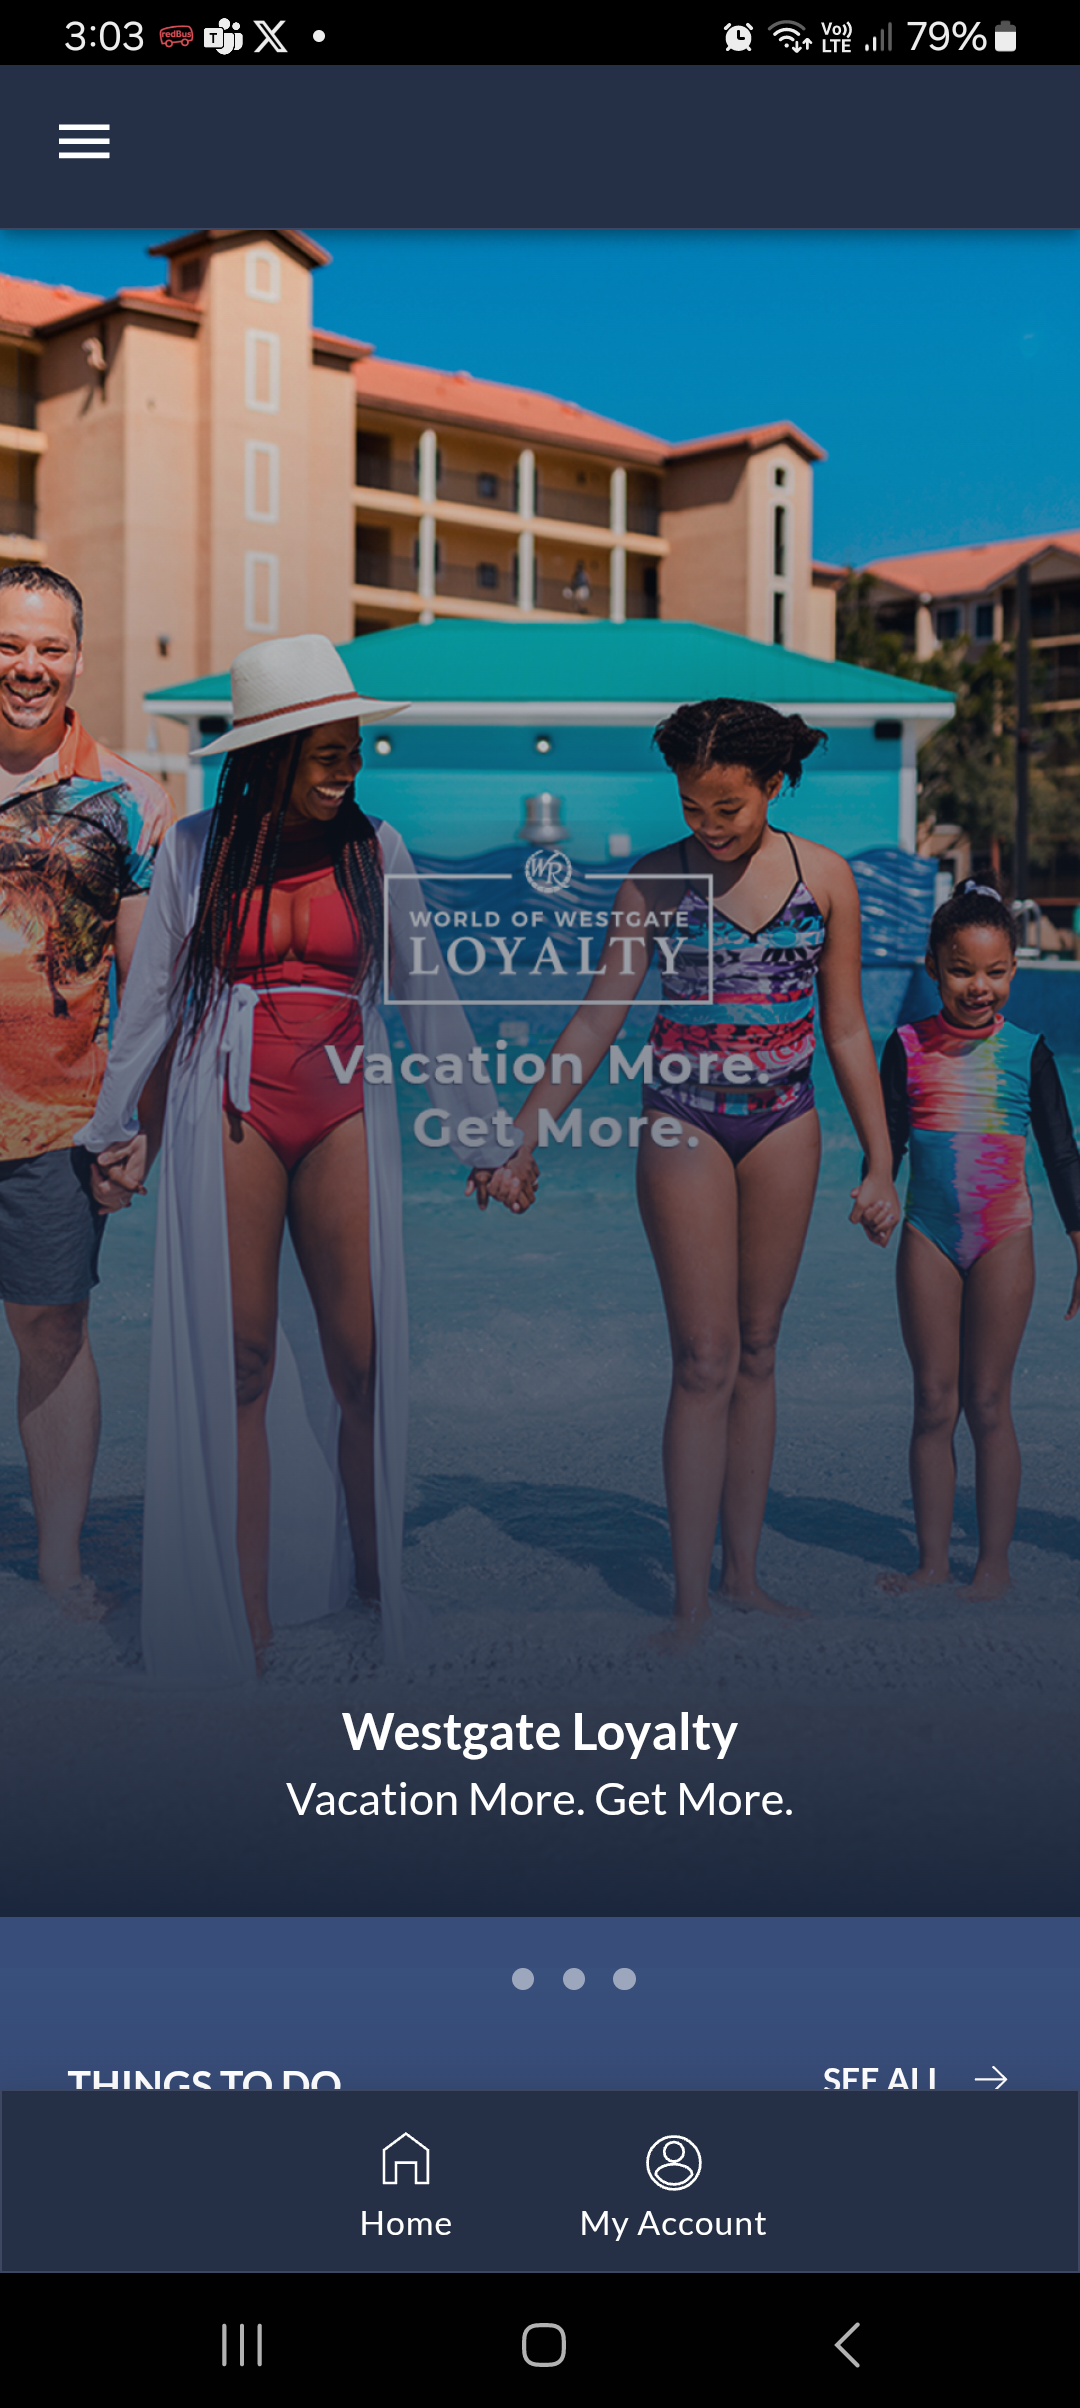 3:03 redBus T X Vo)) LTE 79%
WR
WORLD OF WESTGATE
LOYALTY
Vacation More.
Get More.
Westgate Loyalty
Vacation More. Get More.
THINGS TO DO SEE ALL
Home My Account